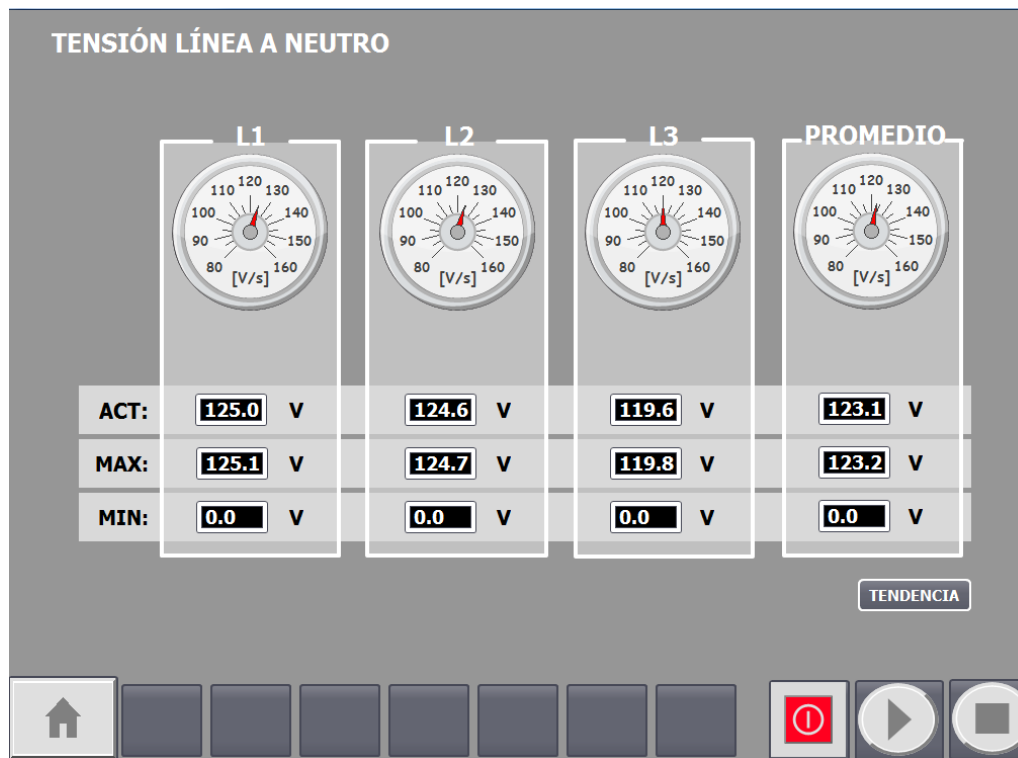 TENSIÓN LÍNEA A NEUTRO
L1 L2 L3 PROMEDIO
80 90 100 110 120 130 140 150 160 [V/s]
80 90 100 110 120 130 140 150 160 [V/s]
80 90 100 110 120 130 140 150 160 [V/s]
80 90 100 110 120 130 140 150 160 [V/s]
ACT: 125.0 V 124.6 V 119.6 V 123.1 V
MAX: 125.1 V 124.7 V 119.8 V 123.2 V
MIN: 0.0 V 0.0 V 0.0 V 0.0 V
TENDENCIA